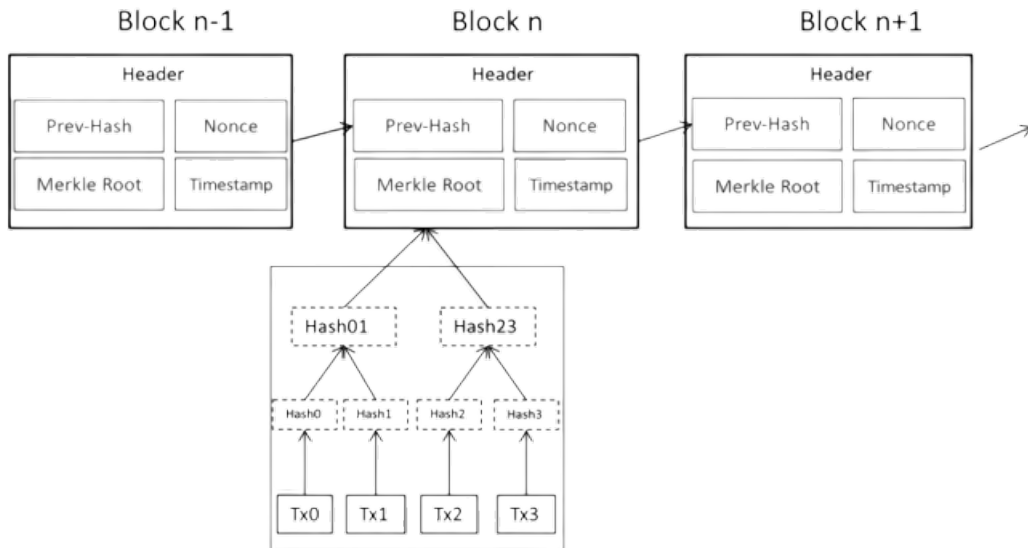 Block n-1 Block n Block n+1
Header Header Header
Prev-Hash Nonce Prev-Hash Nonce Prev-Hash Nonce
Merkle Root Timestamp Merkle Root Timestamp Merkle Root Timestamp
Hash01 Hash23
Hash0 Hash1 Hash2 Hash3
Tx0 Tx1 Tx2 Tx3